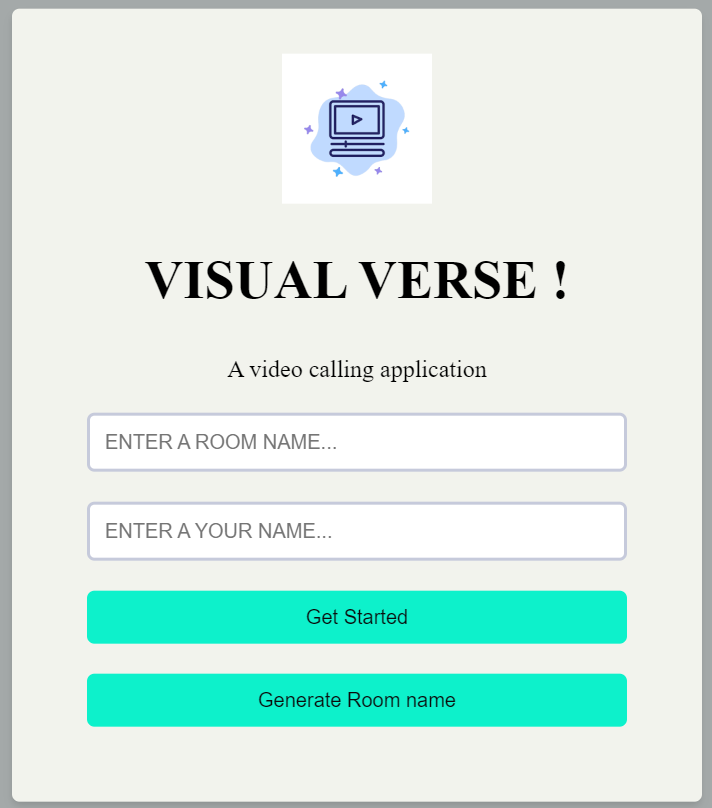 VISUAL VERSE !
A video calling application
ENTER A ROOM NAME...
ENTER A YOUR NAME...
Get Started
Generate Room name